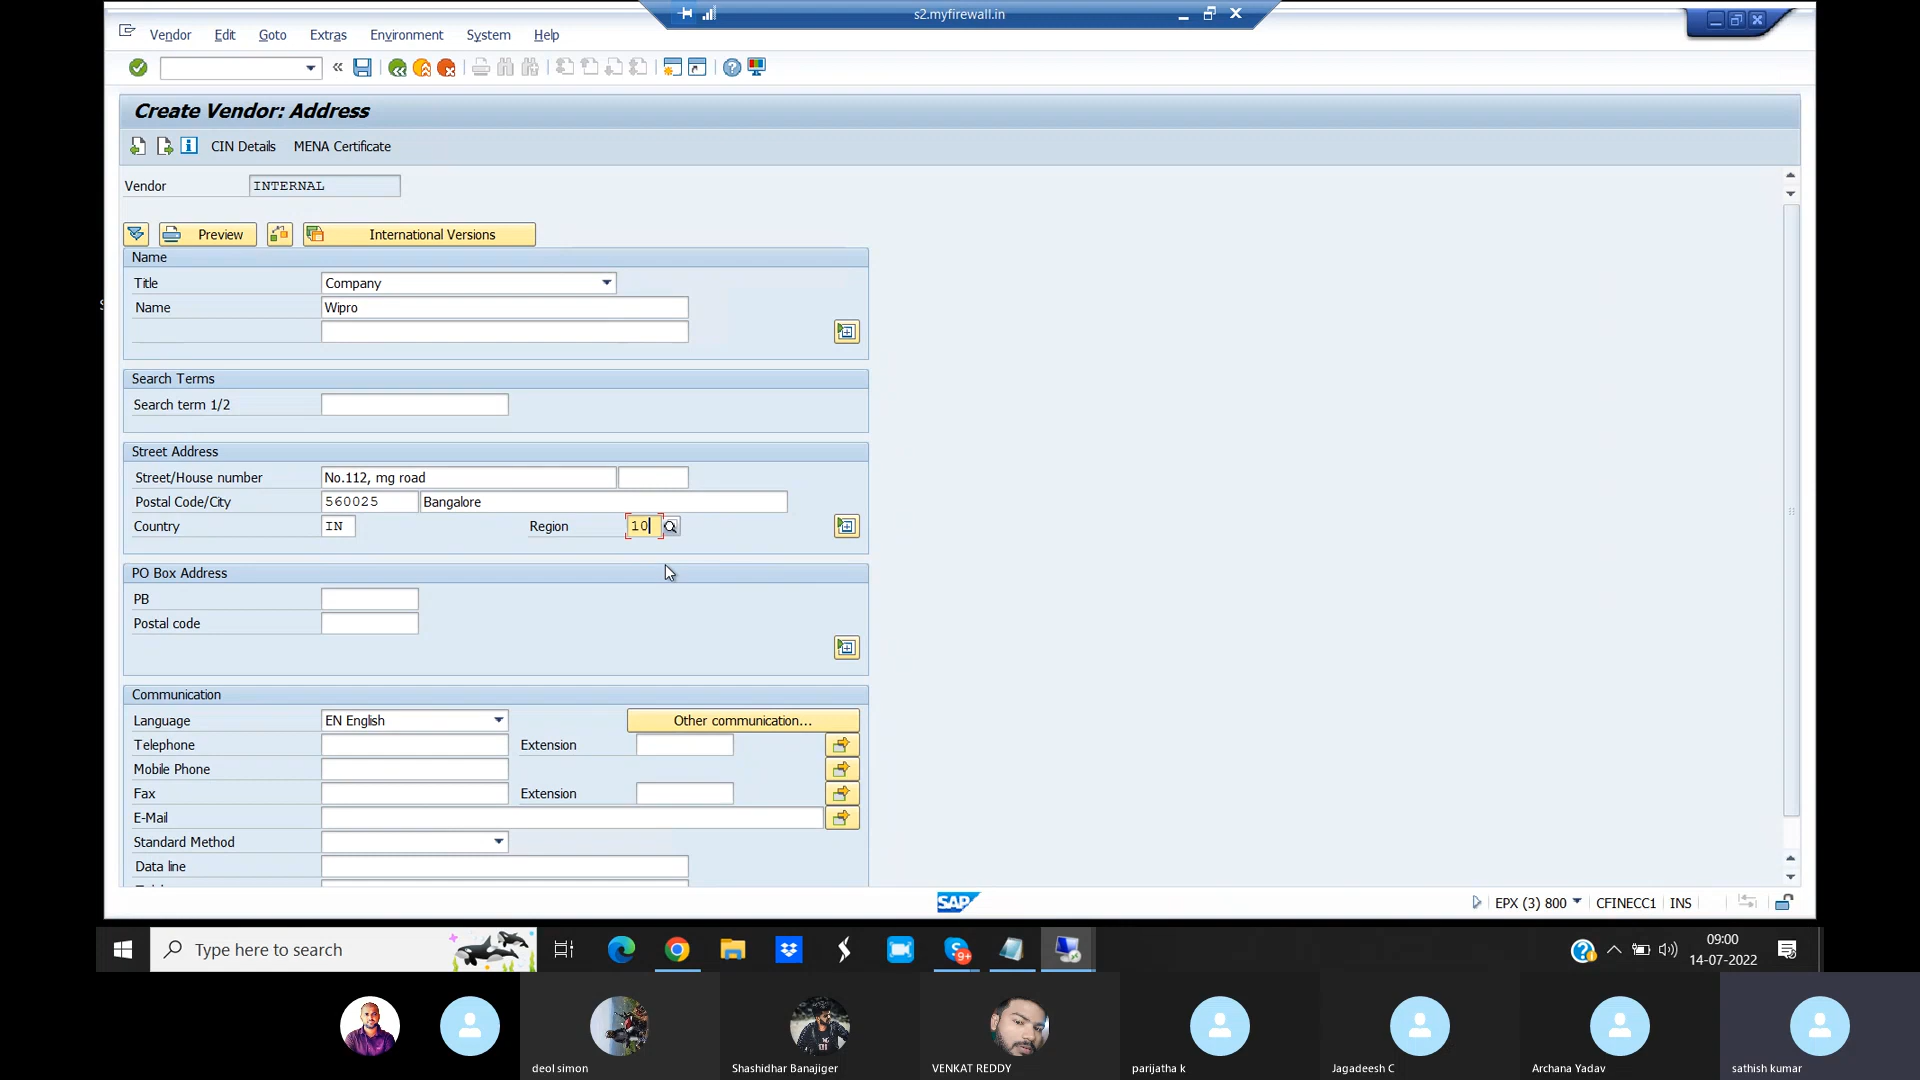 s2.myfirewall.in
Vendor Edit Goto Extras Environment System Help
Create Vendor: Address
CIN Details MENA Certificate
Vendor INTERNAL
Preview International Versions
Name
Title Company
Name Wipro
Search Terms
Search term 1/2
Street Address
Street/House number No.112, mg road
Postal Code/City 560025 Bangalore
Country IN Region 10
PO Box Address
PB
Postal code
Communication
Language EN English Other communication...
Telephone Extension
Mobile Phone
Fax Extension
E-Mail
Standard Method
Data line
SAP EPX (3) 800 CFINECC1 INS
Type here to search 9+ 09:00
14-07-2022
deol simon Shashidhar Banajiger VENKAT REDDY parijatha k Jagadeesh C Archana Yadav sathish kumar